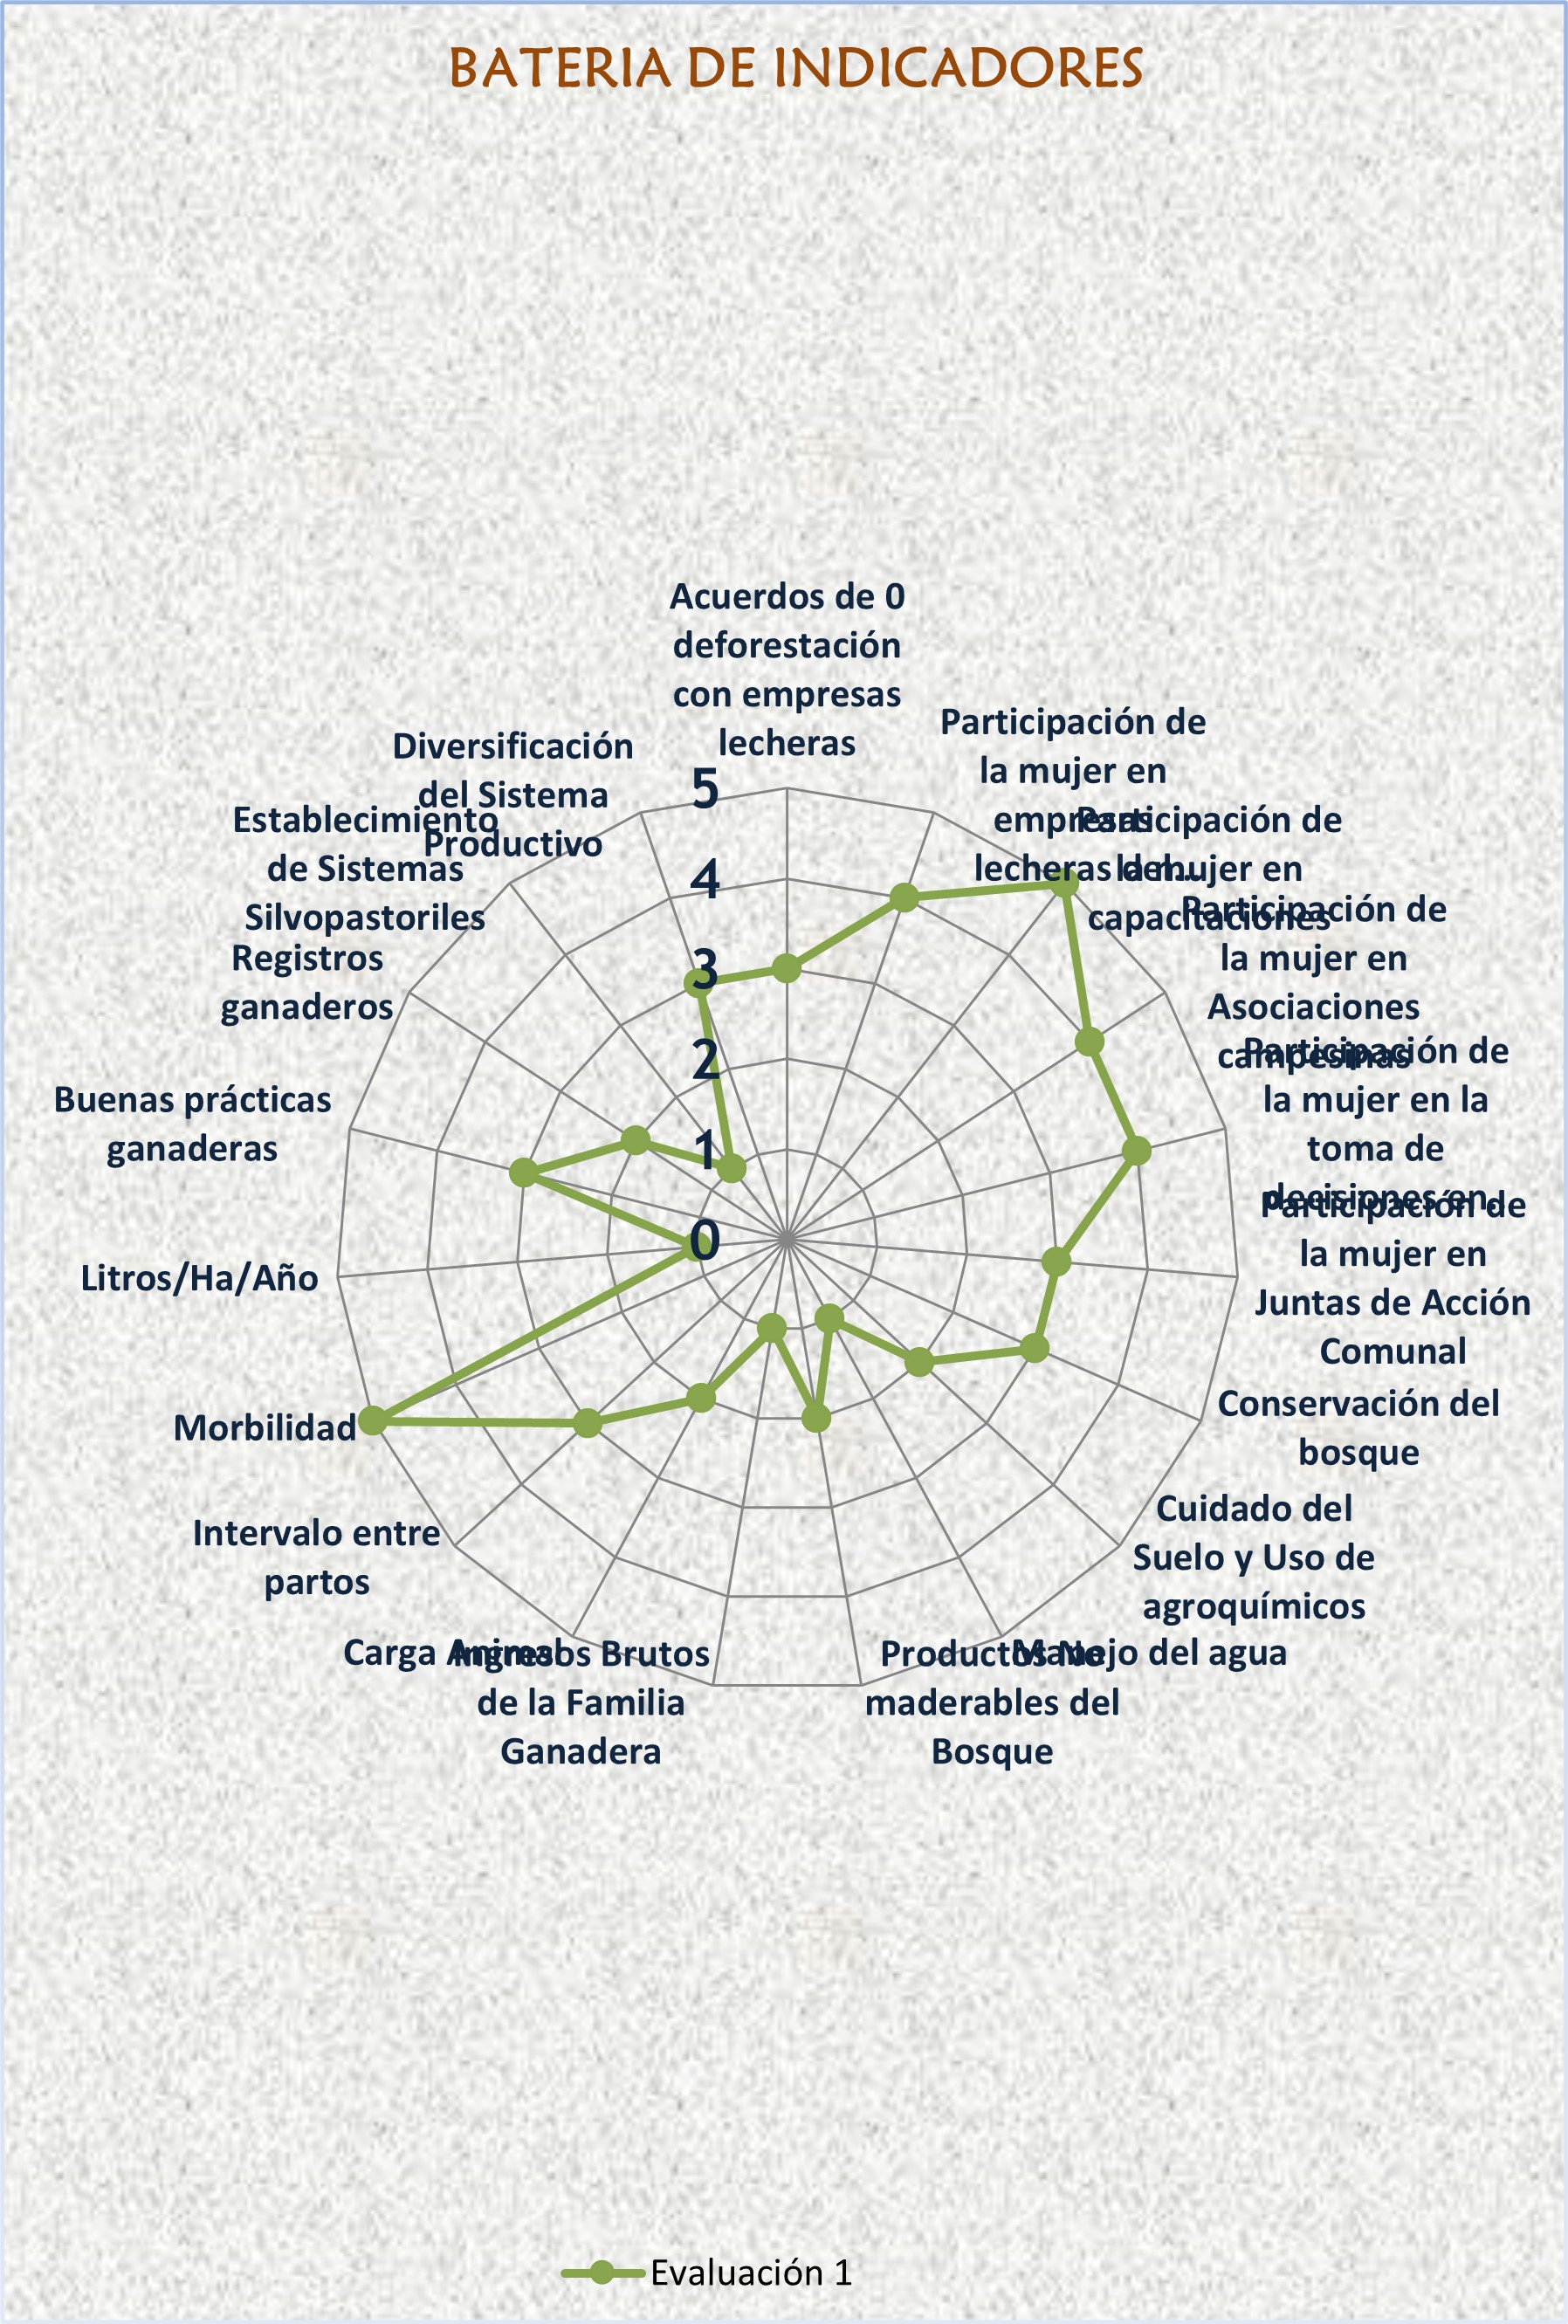 BATERIA DE INDICADORES
Acuerdos de 0
deforestación
con empresas
lecheras
Participación de
la mujer en
empresas
lecheras del...
Participación de
la mujer en
capacitaciones
Participación de
la mujer en
Asociaciones
campesinas
Participación de
la mujer en la
toma de
decisiones en...
Participación de
la mujer en
Juntas de Acción
Comunal
Conservación del
bosque
Cuidado del
Suelo y Uso de
agroquímicos
Manejo del agua
Productos No
maderables del
Bosque
Ingresos Brutos
de la Familia
Ganadera
Carga Animal
Intervalo entre
partos
Morbilidad
Litros/Ha/Año
Buenas prácticas
ganaderas
Registros
ganaderos
Establecimiento
de Sistemas
Silvopastoriles
Diversificación
del Sistema
Productivo
5
4
3
2
1
0
Evaluación 1